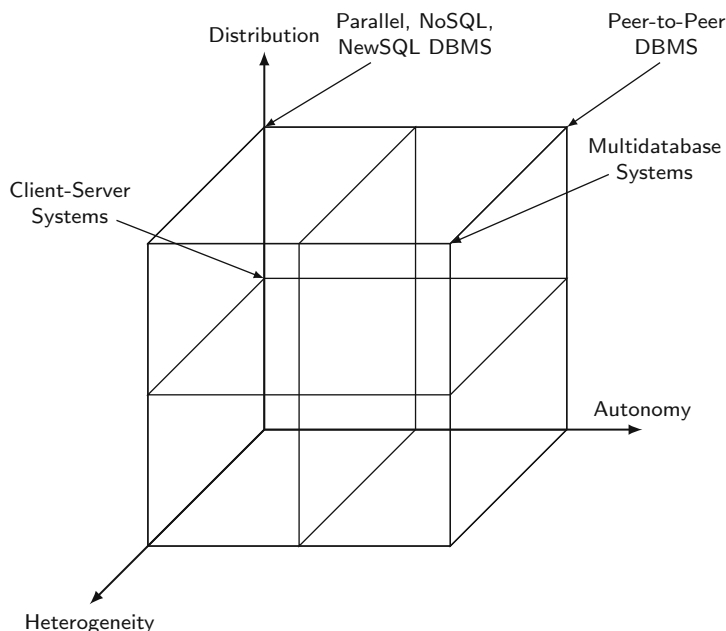 Distribution
Parallel, NoSQL,
NewSQL DBMS
Peer-to-Peer
DBMS
Multidatabase
Systems
Client-Server
Systems
Autonomy
Heterogeneity